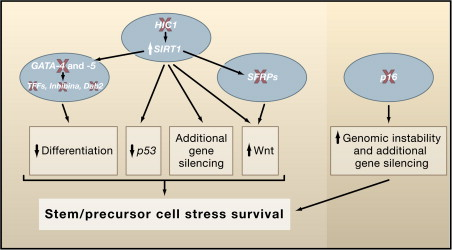 HIC1
SIRT1
GATA-4 and -5
TFFs, Inhibina, Dab2
SFRPs
p16
Differentiation
p53
Additional
gene
silencing
Wnt
Genomic instability
and additional
gene silencing
Stem/precursor cell stress survival